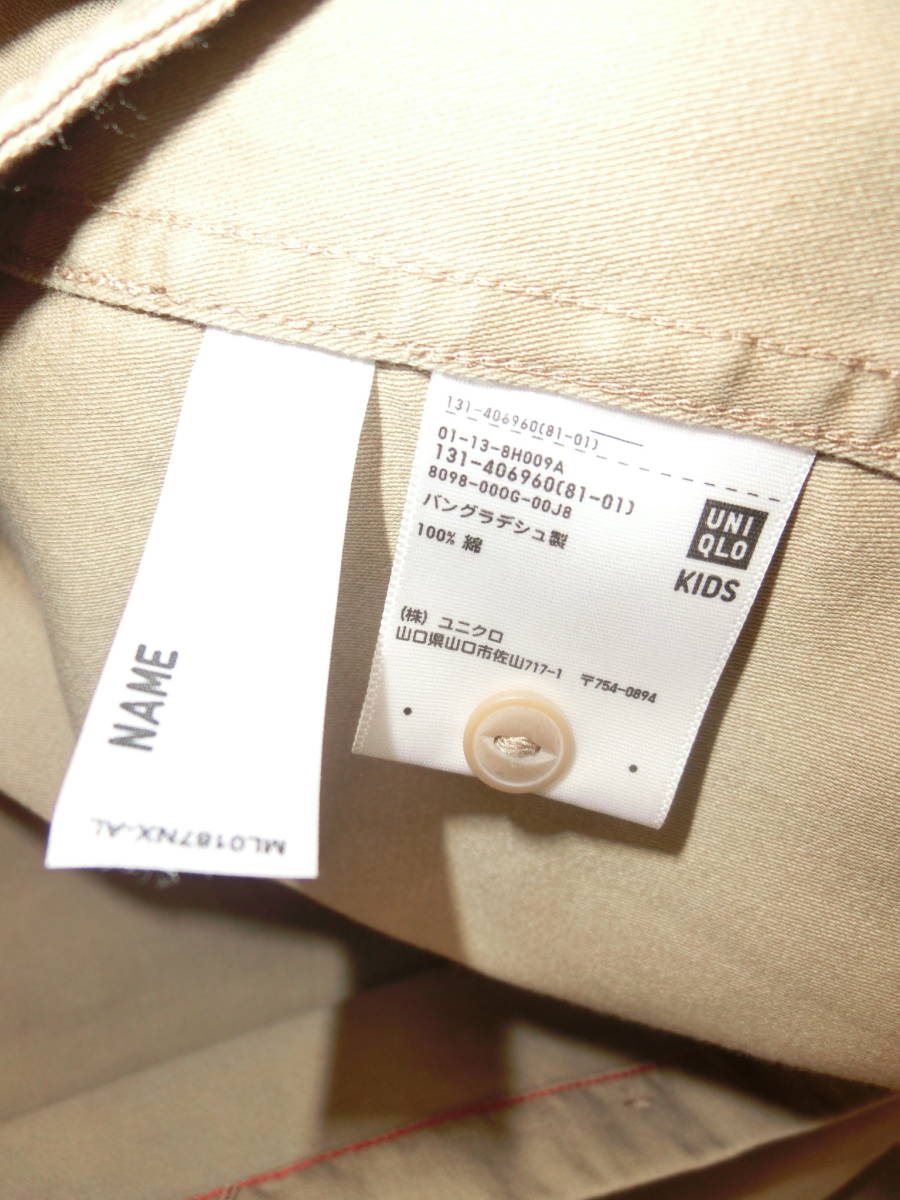 131-406960(81-01)
01-13-8H009A
131-406960(81-01)
8098-000G-00J8
バングラデシュ製
100% 綿
UNI
QLO
KIDS
(株) ユニクロ
山口県山口市佐山717-1 〒754-0894
NAME
ML0187NX-AL